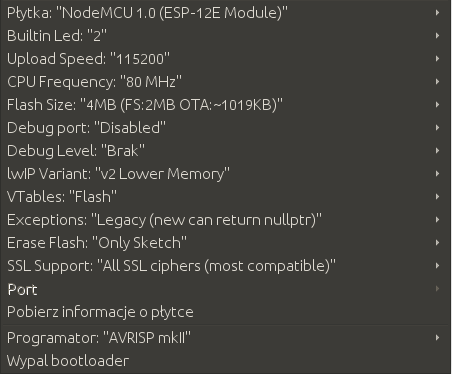 Płytka: "NodeMCU 1.0 (ESP-12E Module)"
Builtin Led: "2"
Upload Speed: "115200"
CPU Frequency: "80 MHz"
Flash Size: "4MB (FS:2MB OTA:~1019KB)"
Debug port: "Disabled"
Debug Level: "Brak"
lwIP Variant: "v2 Lower Memory"
VTables: "Flash"
Exceptions: "Legacy (new can return nullptr)"
Erase Flash: "Only Sketch"
SSL Support: "All SSL ciphers (most compatible)"
Port
Pobierz informacje o płytce
Programator: "AVRISP mkII"
Wypal bootloader